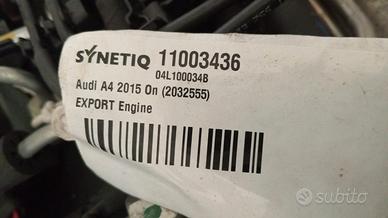 SYNETIQ 11003436
04L100034B
Audi A4 2015 On (2032555)
EXPORT Engine
subito